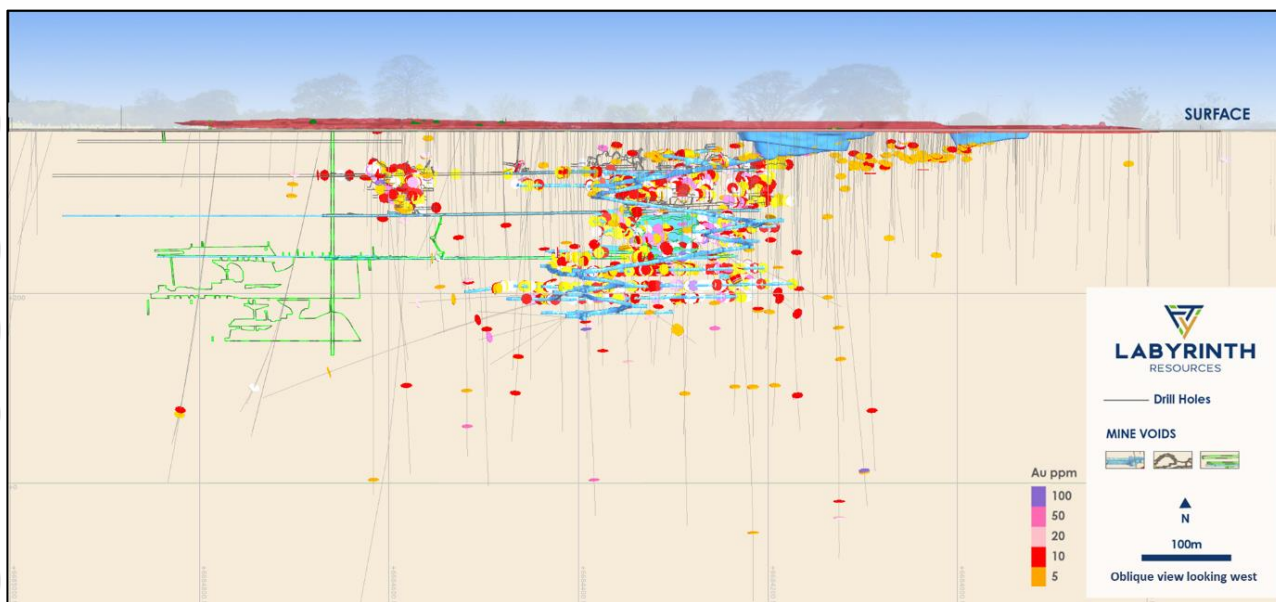 SURFACE
LABYRINTH
RESOURCES
Drill Holes
MINE VOIDS
Au ppm
100
50
20
10
5
N
100m
Oblique view looking west